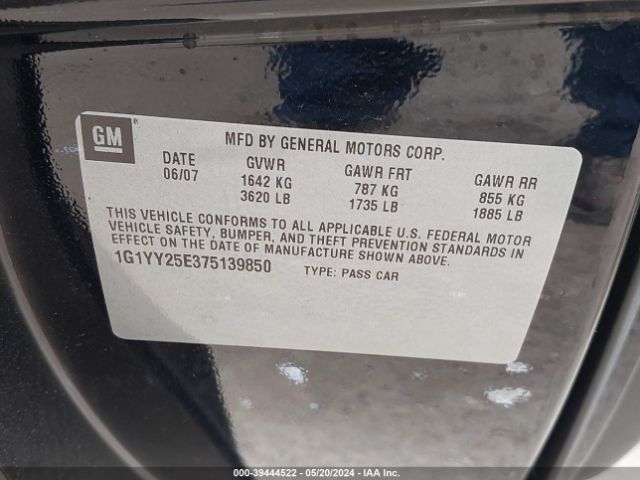 GM
MFD BY GENERAL MOTORS CORP.
DATE GVWR GAWR FRT GAWR RR
06/07 1642 KG 787 KG 855 KG
3620 LB 1735 LB 1885 LB
THIS VEHICLE CONFORMS TO ALL APPLICABLE U.S. FEDERAL MOTOR
VEHICLE SAFETY, BUMPER, AND THEFT PREVENTION STANDARDS IN
EFFECT ON THE DATE OF MANUFACTURE SHOWN ABOVE.
1G1YY25E375139850 TYPE: PASS CAR
000-39444522 - 05/20/2024 - IAA Inc.